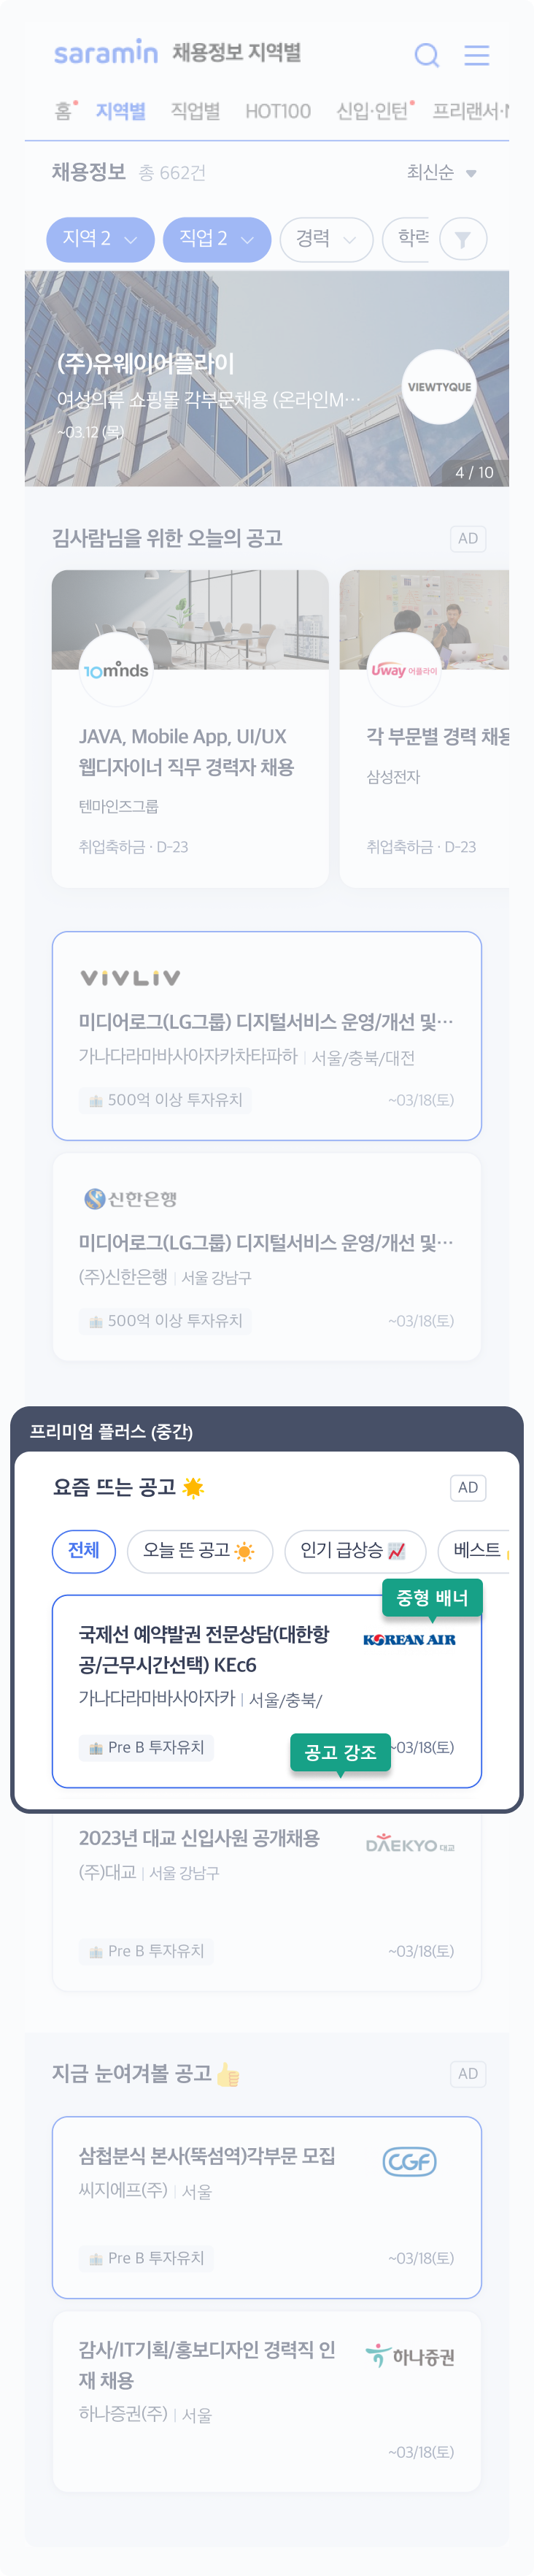 saramin 채용정보 지역별
홈 지역별 직업별 HOT100 신입·인턴 프리랜서·
채용정보 총 662건 최신순
지역 2 직업 2 경력 학력
(주)유웨이어플라이
여성의류 쇼핑몰 각부문채용 (온라인M…
~03.12 (목)
VIEWTYQUE
4 / 10
김사람님을 위한 오늘의 공고 AD
10minds
JAVA, Mobile App, UI/UX
웹디자이너 직무 경력자 채용
텐마인즈그룹
취업축하금 · D-23
Uway 어플라이
각 부문별 경력 채용
삼성전자
취업축하금 · D-23
VIVLIV
미디어로그(LG그룹) 디지털서비스 운영/개선 및…
가나다라마바사아자카차타파하 | 서울/충북/대전
500억 이상 투자유치 ~03/18(토)
신한은행
미디어로그(LG그룹) 디지털서비스 운영/개선 및…
(주)신한은행 | 서울 강남구
500억 이상 투자유치 ~03/18(토)
프리미엄 플러스 (중간)
요즘 뜨는 공고 AD
전체 오늘 뜬 공고 인기 급상승 베스트
중형 배너
국제선 예약발권 전문상담(대한항 KOREAN AIR
공/근무시간선택) KEc6
가나다라마바사아자카 | 서울/충북/
공고 강조
Pre B 투자유치 ~03/18(토)
2023년 대교 신입사원 공개채용 DAEKYO 대교
(주)대교 | 서울 강남구
Pre B 투자유치 ~03/18(토)
지금 눈여겨볼 공고 AD
삼첩분식 본사(뚝섬역)각부문 모집 CGF
씨지에프(주) | 서울
Pre B 투자유치 ~03/18(토)
감사/IT기획/홍보디자인 경력직 인 하나증권
재 채용
하나증권(주) | 서울
~03/18(토)